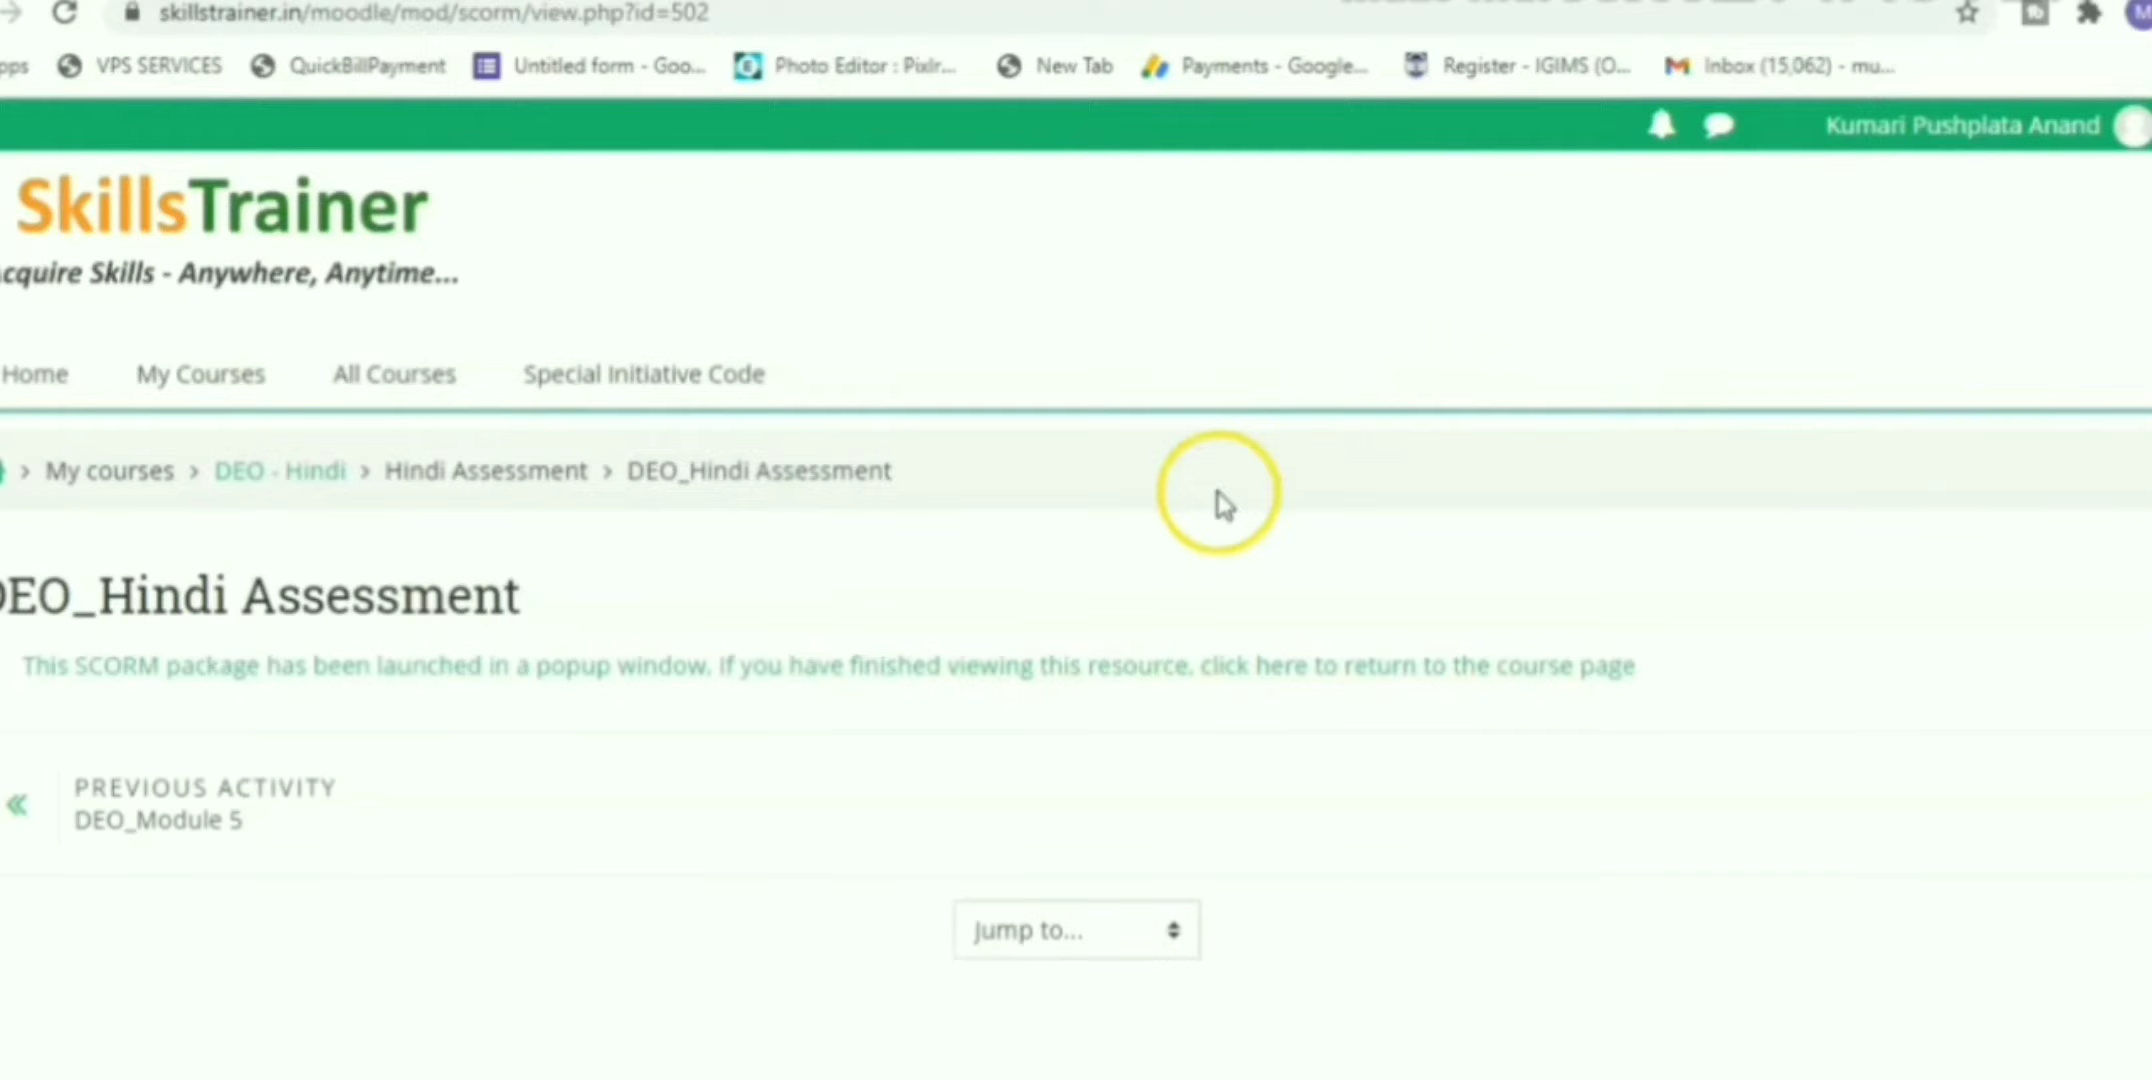 skillstrainer.in/moodle/mod/scorm/view.php?id=502
VPS SERVICES QuickBillPayment Untitled form - Goo... Photo Editor : Pixlr... New Tab Payments - Google... Register - IGIMS (O... Inbox (15,062) - mu...
Kumari Pushplata Anand
SkillsTrainer
cquire Skills - Anywhere, Anytime...
Home My Courses All Courses Special Initiative Code
> My courses > DEO - Hindi > Hindi Assessment > DEO_Hindi Assessment
DEO_Hindi Assessment
This SCORM package has been launched in a popup window. If you have finished viewing this resource, click here to return to the course page
PREVIOUS ACTIVITY
DEO_Module 5
Jump to...